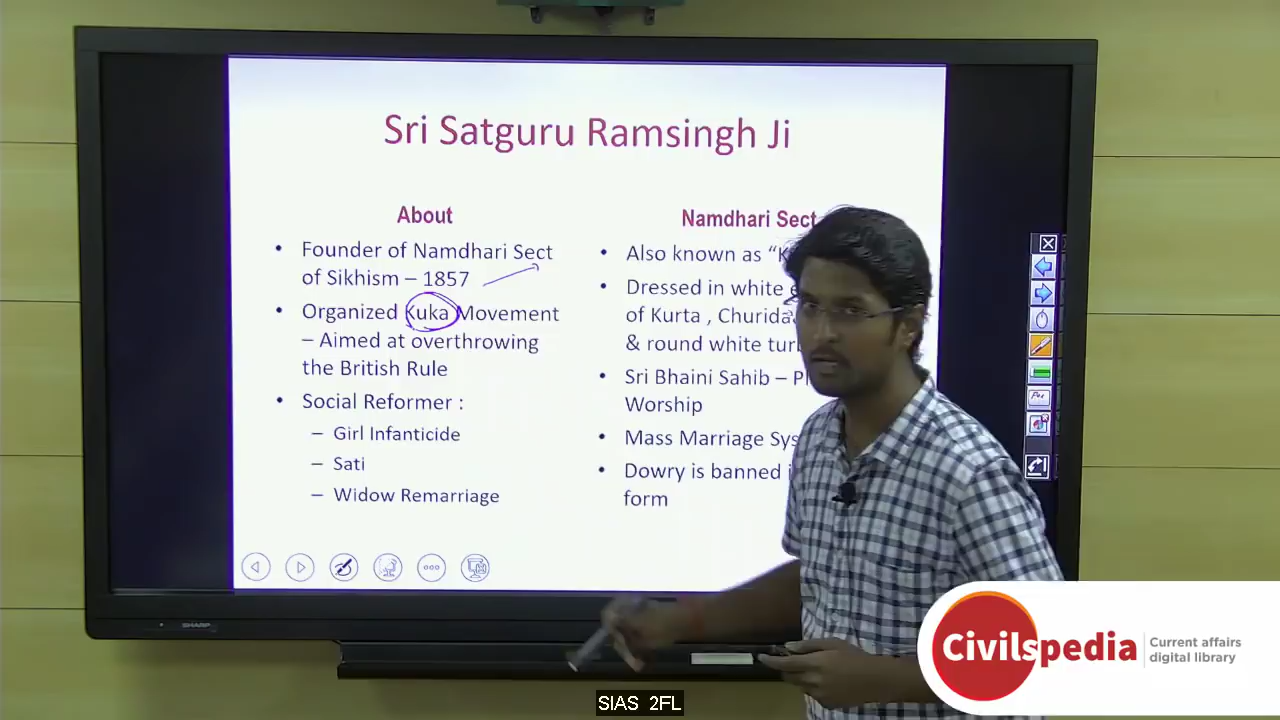 Sri Satguru Ramsingh Ji
About
• Founder of Namdhari Sect
of Sikhism – 1857
• Organized Kuka Movement
– Aimed at overthrowing
the British Rule
• Social Reformer :
– Girl Infanticide
– Sati
– Widow Remarriage
Namdhari Sect
• Also known as “K
• Dressed in white
of Kurta , Churida
& round white tur
• Sri Bhaini Sahib –
Worship
• Mass Marriage Sys
• Dowry is banned
form
SHARP
Civilspedia
Current affairs
digital library
SIAS 2FL